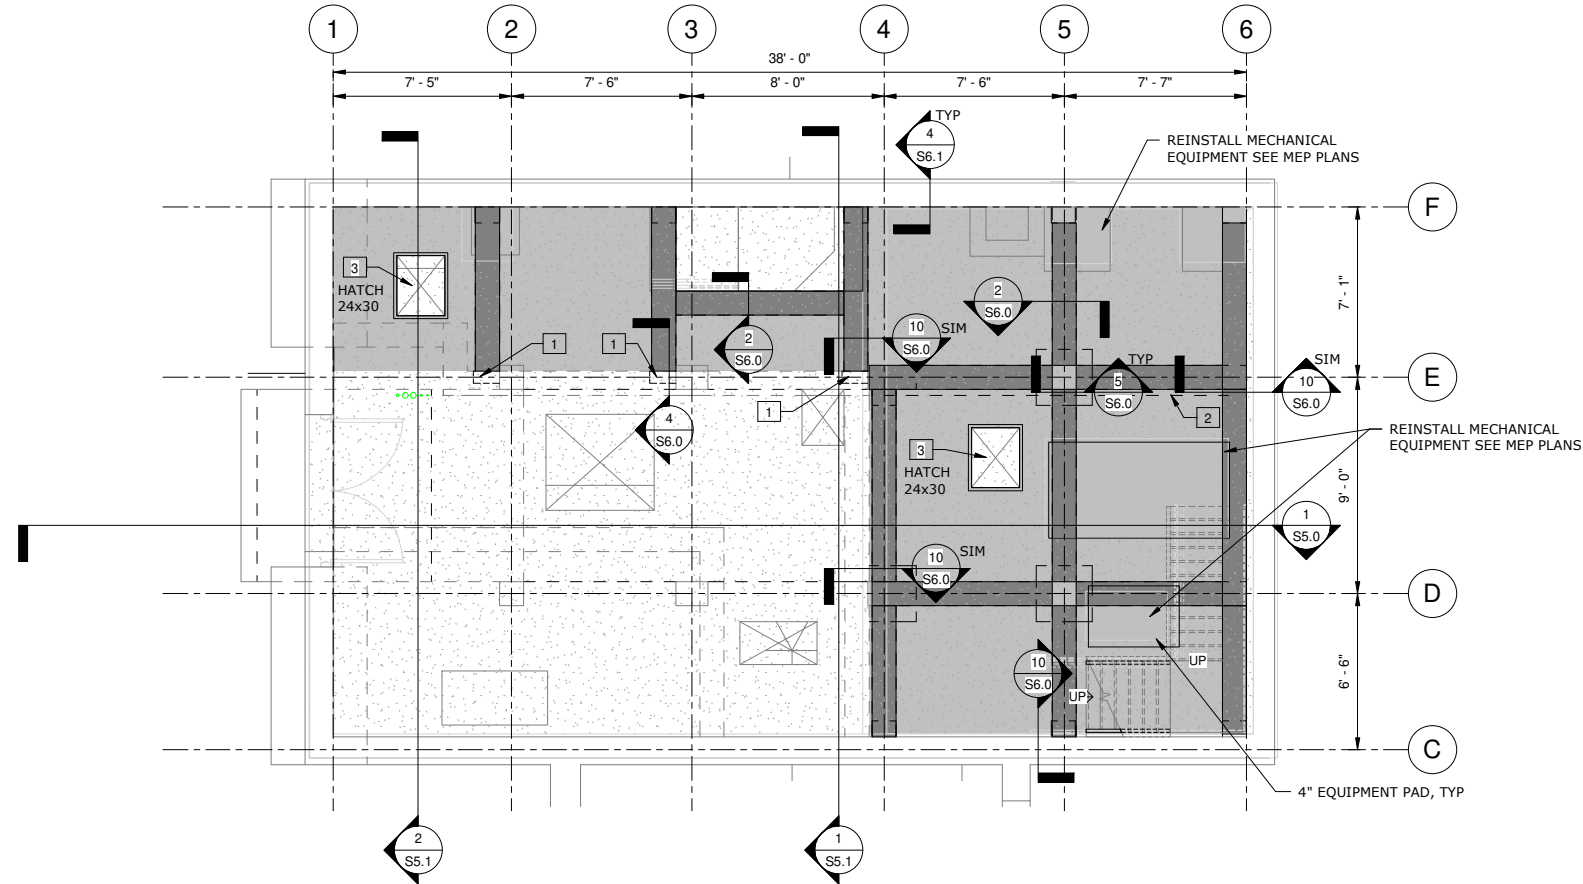 1 2 3 4 5 6
38' - 0"
7' - 5" 7' - 6" 8' - 0" 7' - 6" 7' - 7"
TYP
4
S6.1
REINSTALL MECHANICAL
EQUIPMENT SEE MEP PLANS
F
3
HATCH
24x30
7' - 1"
2
S6.0
10
S6.0
SIM
2
S6.0
1
1
TYP
5
S6.0
SIM
10
S6.0
E
1
2
4
S6.0
REINSTALL MECHANICAL
EQUIPMENT SEE MEP PLANS
3
HATCH
24x30
9' - 0"
1
S5.0
10
S6.0
SIM
D
10
S6.0
UP
UP
6' - 6"
C
4" EQUIPMENT PAD, TYP
2
S5.1
1
S5.1